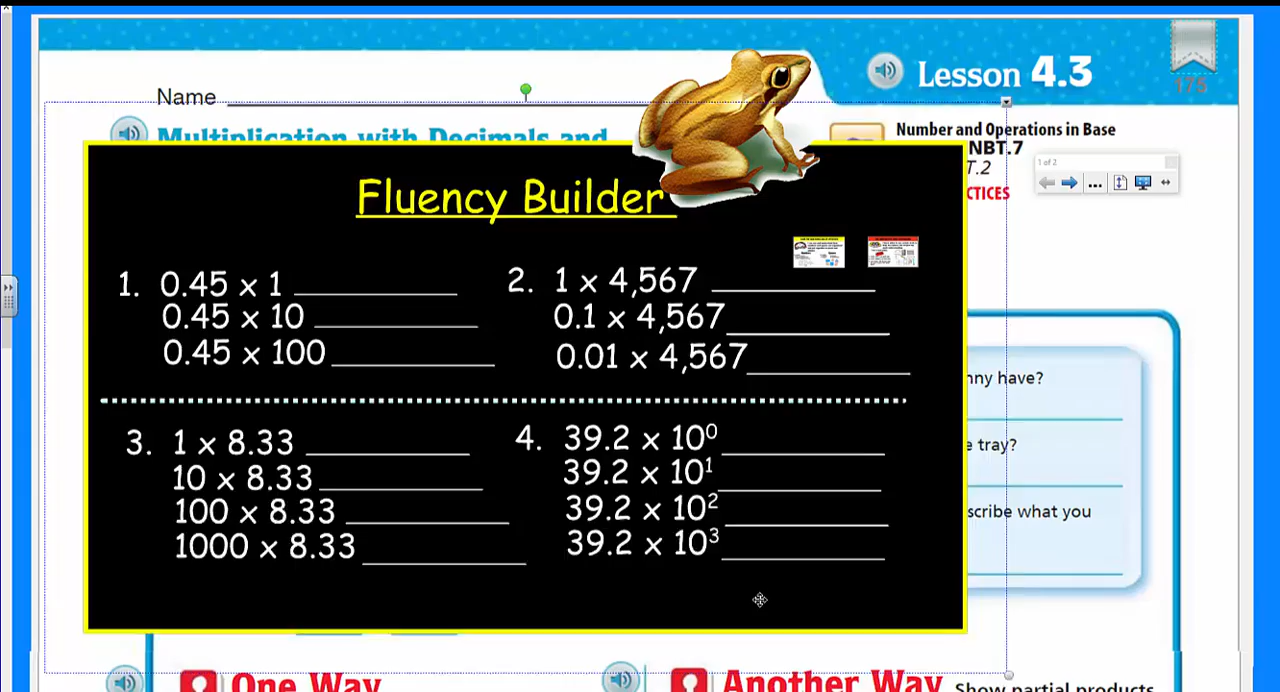 Lesson 4.3
175
Name
Multiplication with Decimals and
Number and Operations in Base
NBT.7
T.2
CTICES
1 of 2
Fluency Builder
1. 0.45 x 1
0.45 x 10
0.45 x 100
2. 1 x 4,567
0.1 x 4,567
0.01 x 4,567
3. 1 x 8.33
10 x 8.33
100 x 8.33
1000 x 8.33
4. 39.2 x 10⁰
39.2 x 10¹
39.2 x 10²
39.2 x 10³
nny have?
e tray?
scribe what you
One Way
Another Way Show partial products